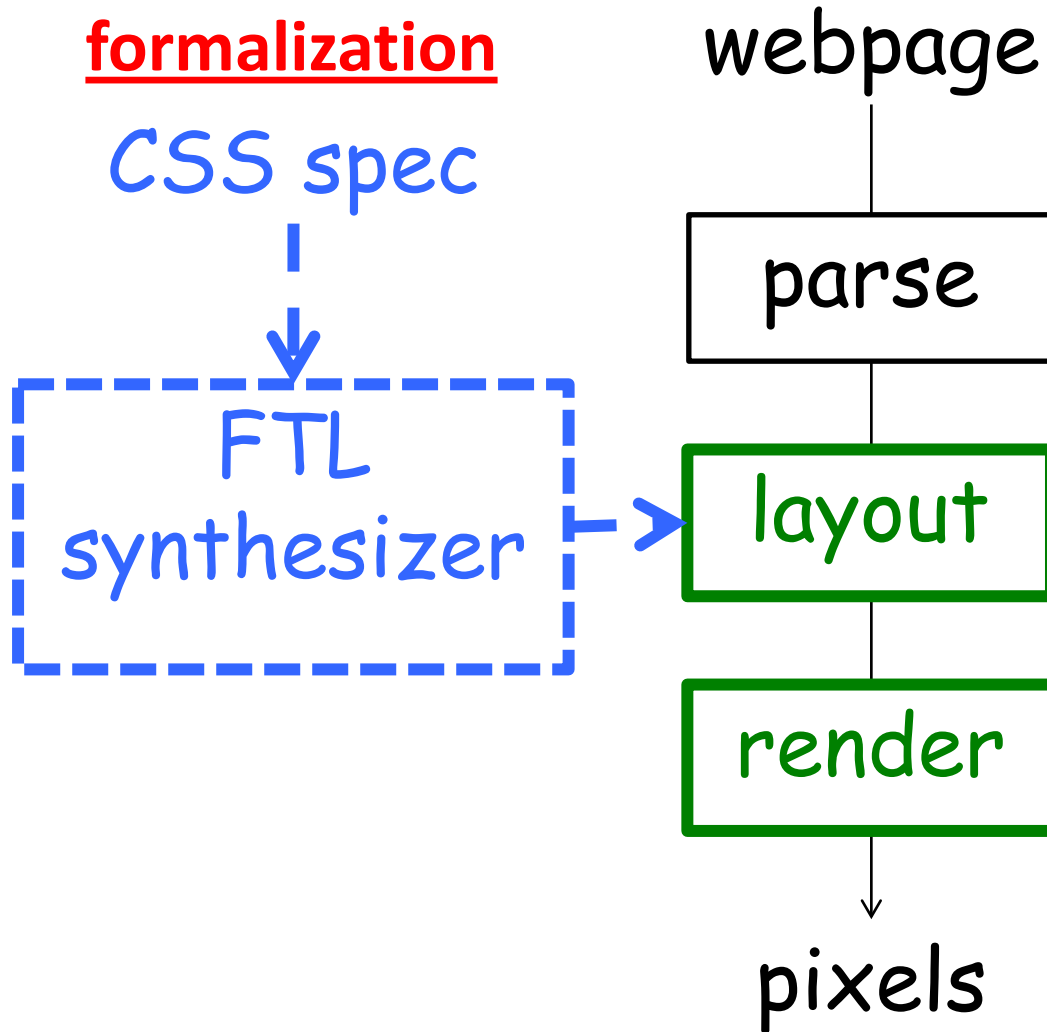 formalization
CSS spec
FTL
synthesizer
webpage
parse
layout
render
pixels